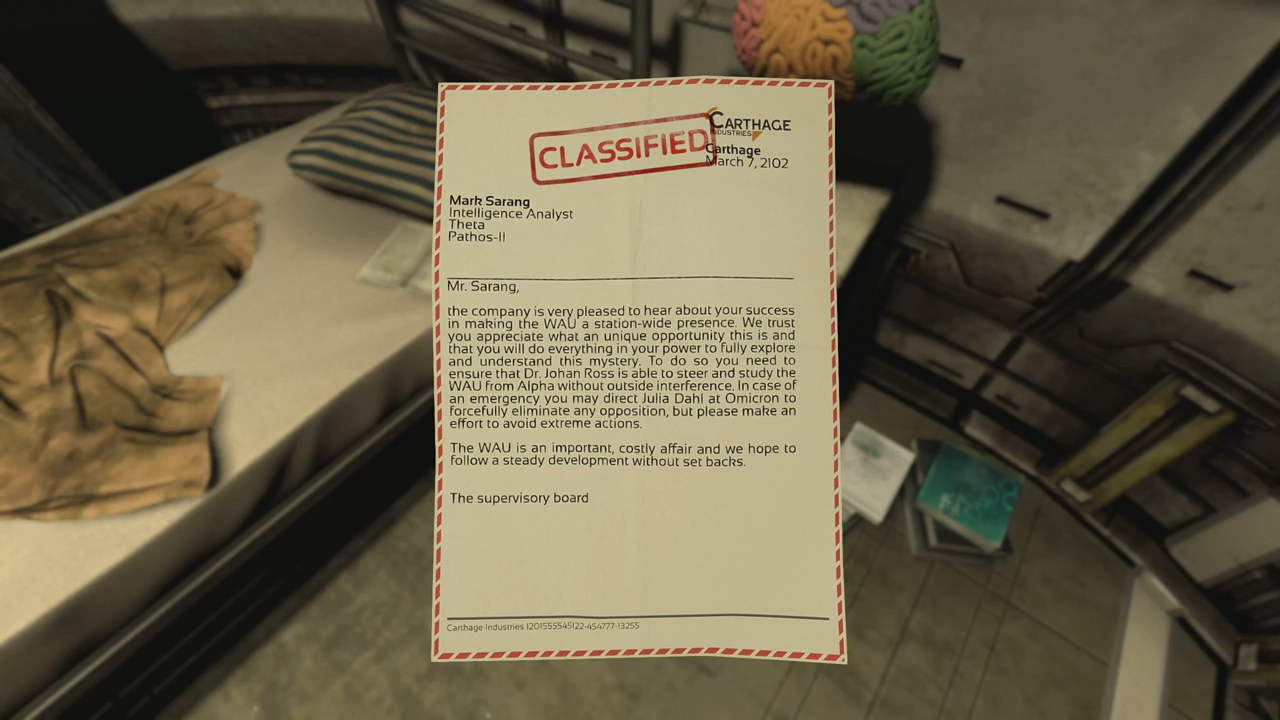 CARTHAGE
INDUSTRIES
CLASSIFIED
Carthage
March 7, 2102
Mark Sarang
Intelligence Analyst
Theta
Pathos-II
Mr. Sarang,
the company is very pleased to hear about your success
in making the WAU a station-wide presence. We trust
you appreciate what an unique opportunity this is and
that you will do everything in your power to fully explore
and understand this mystery. To do so you need to
ensure that Dr. Johan Ross is able to steer and study the
WAU from Alpha without outside interference. In case of
an emergency you may direct Julia Dahl at Omicron to
forcefully eliminate any opposition, but please make an
effort to avoid extreme actions.
The WAU is an important, costly affair and we hope to
follow a steady development without set backs.
The supervisory board
Carthage Industries 1201555545122-454777-13255